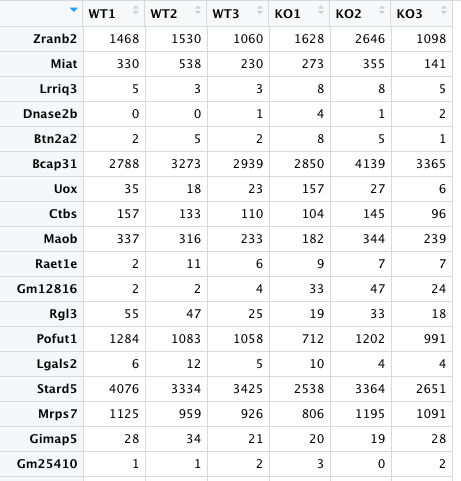 WT1 WT2 WT3 KO1 KO2 KO3
Zranb2 1468 1530 1060 1628 2646 1098
Miat 330 538 230 273 355 141
Lrriq3 5 3 3 8 8 5
Dnase2b 0 0 1 4 1 2
Btn2a2 2 5 2 8 5 1
Bcap31 2788 3273 2939 2850 4139 3365
Uox 35 18 23 157 27 6
Ctbs 157 133 110 104 145 96
Maob 337 316 233 182 344 239
Raet1e 2 11 6 9 7 7
Gm12816 2 2 4 33 47 24
Rgl3 55 47 25 19 33 18
Pofut1 1284 1083 1058 712 1202 991
Lgals2 6 12 5 10 4 4
Stard5 4076 3334 3425 2538 3364 2651
Mrps7 1125 959 926 806 1195 1091
Gimap5 28 34 21 20 19 28
Gm25410 1 1 2 3 0 2